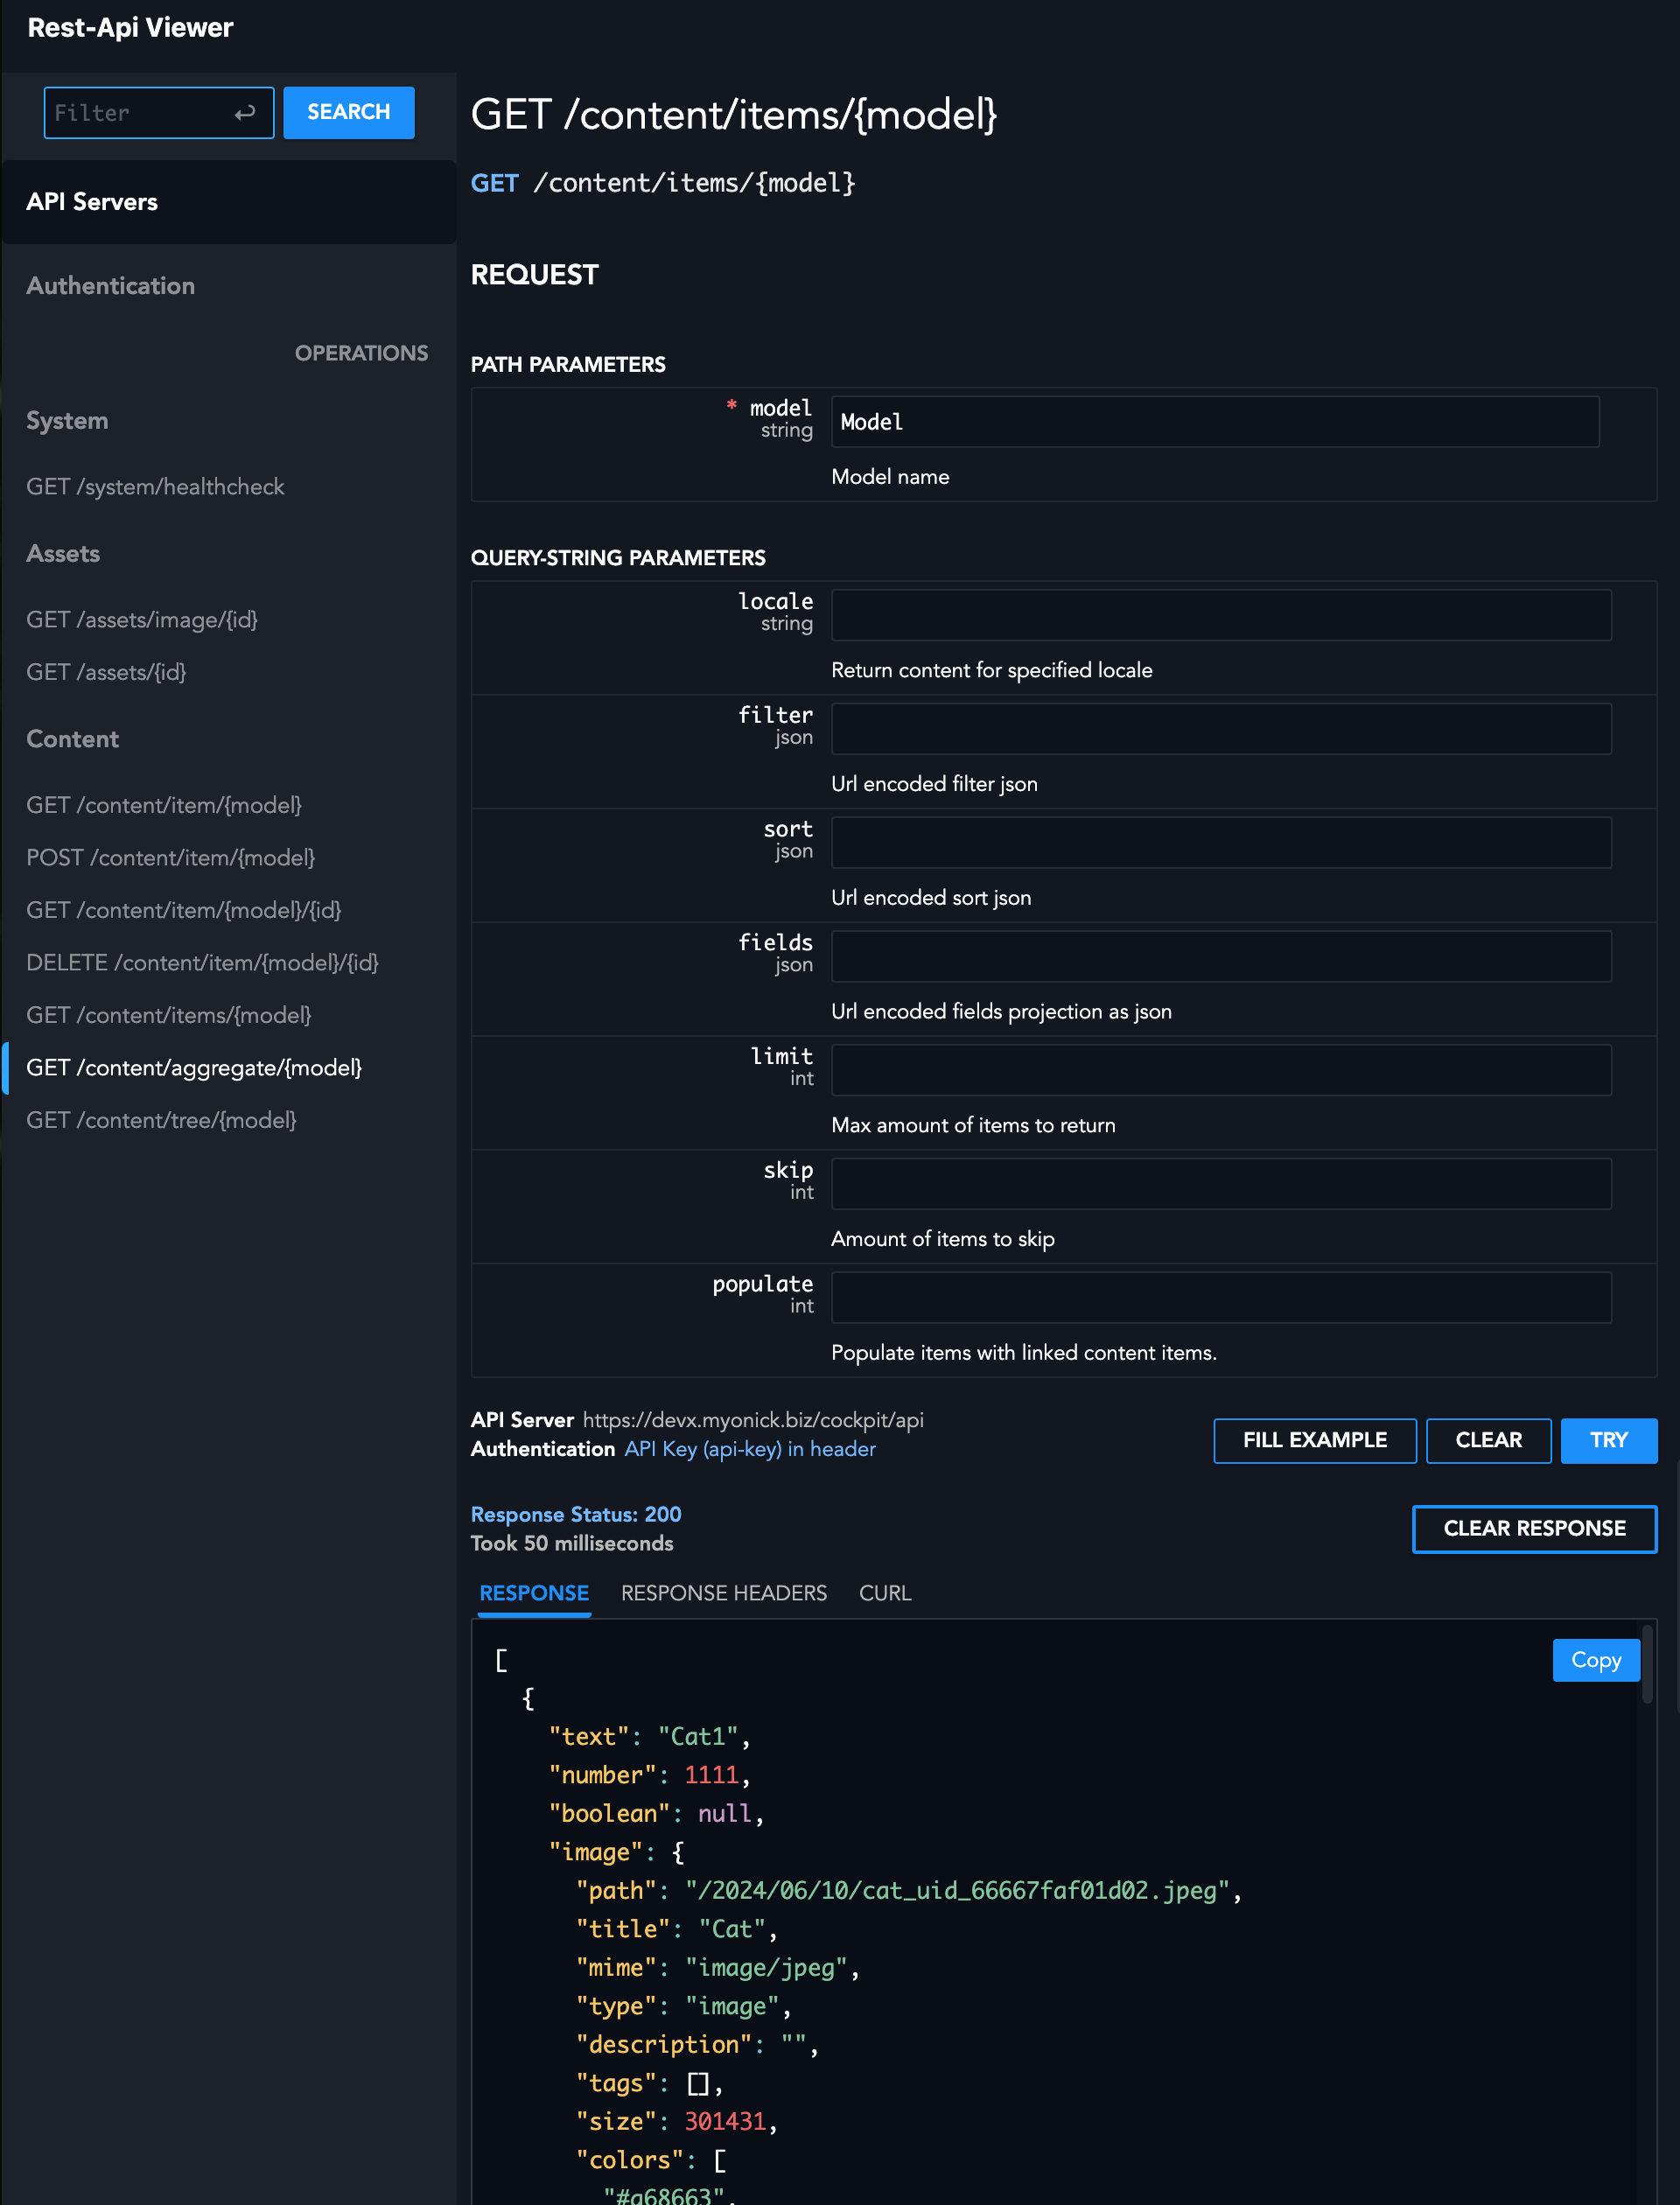 Rest-Api Viewer
Filter
SEARCH
API Servers
Authentication
OPERATIONS
System
GET /system/healthcheck
Assets
GET /assets/image/{id}
GET /assets/{id}
Content
GET /content/item/{model}
POST /content/item/{model}
GET /content/item/{model}/{id}
DELETE /content/item/{model}/{id}
GET /content/items/{model}
GET /content/aggregate/{model}
GET /content/tree/{model}
GET /content/items/{model}
GET /content/items/{model}
REQUEST
PATH PARAMETERS
* model
string
Model
Model name
QUERY-STRING PARAMETERS
locale
string
Return content for specified locale
filter
json
Url encoded filter json
sort
json
Url encoded sort json
fields
json
Url encoded fields projection as json
limit
int
Max amount of items to return
skip
int
Amount of items to skip
populate
int
Populate items with linked content items.
API Server https://devx.myonick.biz/cockpit/api
Authentication API Key (api-key) in header
FILL EXAMPLE
CLEAR
TRY
Response Status: 200
Took 50 milliseconds
CLEAR RESPONSE
RESPONSE
RESPONSE HEADERS
CURL
Copy
[
{
"text": "Cat1",
"number": 1111,
"boolean": null,
"image": {
"path": "/2024/06/10/cat_uid_66667faf01d02.jpeg",
"title": "Cat",
"mime": "image/jpeg",
"type": "image",
"description": "",
"tags": [],
"size": 301431,
"colors": [
"#a68663",